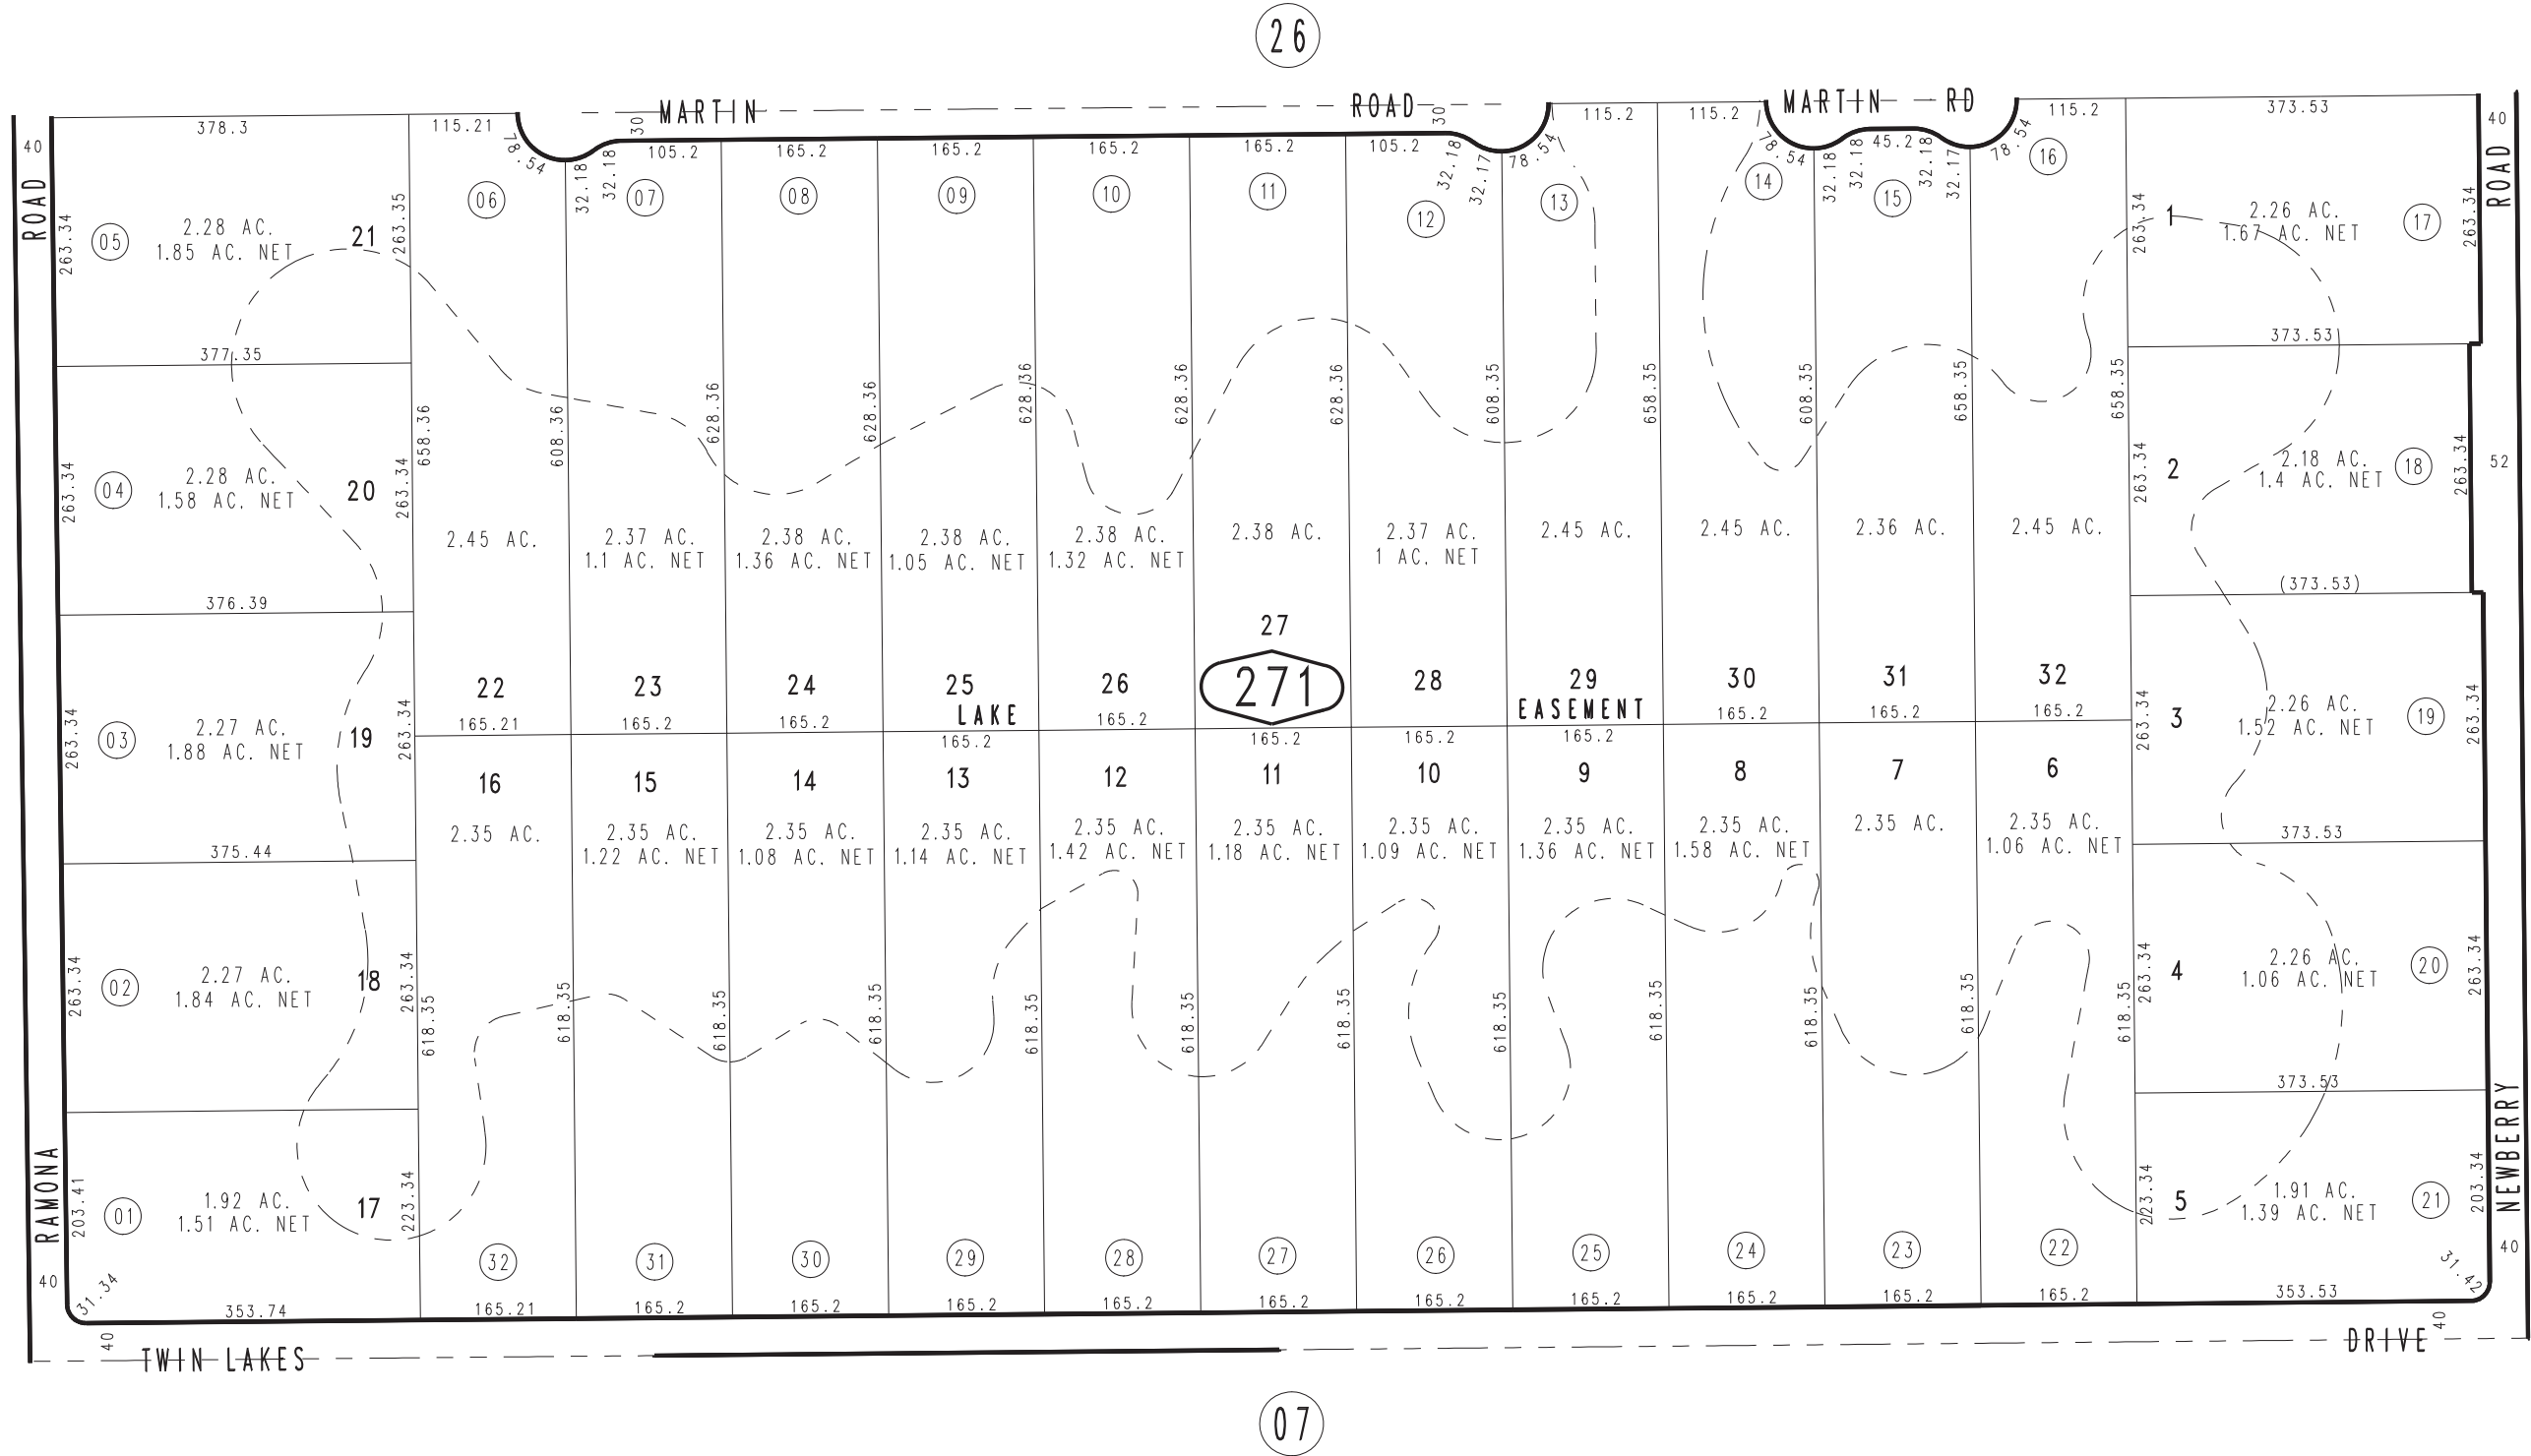 26
MARTIN ROAD MARTIN RD
40 378.3 115.21 78.54 30 105.2 165.2 165.2 165.2 165.2 105.2 30 78.54 115.2 115.2 78.54 45.2 78.54 115.2 373.53 40
32.18 32.18 32.18 32.17 32.18 32.18 32.18 32.17
ROAD ROAD
06 07 08 09 10 11 12 13 14 15 16
263.34 05 2.28 AC. 21 263.35 263.34 1 2.26 AC. 17 263.34
1.85 AC. NET 1.67 AC. NET
377.35 373.53
658.36 608.36 628.36 628.36 628.36 628.36 628.36 608.35 658.35 608.35 658.35 658.35
263.34 04 2.28 AC. 20 263.34 263.34 2 2.18 AC. 18 263.34 52
1.58 AC. NET 1.4 AC. NET
2.45 AC. 2.37 AC. 2.38 AC. 2.38 AC. 2.38 AC. 2.38 AC. 2.37 AC. 2.45 AC. 2.45 AC. 2.36 AC. 2.45 AC.
1.1 AC. NET 1.36 AC. NET 1.05 AC. NET 1.32 AC. NET 1 AC. NET
376.39 (373.53)
27
22 23 24 25 26 271 28 29 30 31 32
165.21 165.2 165.2 LAKE 165.2 EASEMENT 165.2 165.2 165.2
263.34 03 2.27 AC. 19 263.34 263.34 3 2.26 AC. 19 263.34
1.88 AC. NET 1.52 AC. NET
165.2 165.2 165.2 165.2
16 15 14 13 12 11 10 9 8 7 6
2.35 AC. 2.35 AC. 2.35 AC. 2.35 AC. 2.35 AC. 2.35 AC. 2.35 AC. 2.35 AC. 2.35 AC. 2.35 AC. 2.35 AC.
1.22 AC. NET 1.08 AC. NET 1.14 AC. NET 1.42 AC. NET 1.18 AC. NET 1.09 AC. NET 1.36 AC. NET 1.58 AC. NET 1.06 AC. NET
375.44 373.53
263.34 02 2.27 AC. 18 263.34 263.34 4 2.26 AC. 20 263.34
1.84 AC. NET 1.06 AC. NET
618.35 618.35 618.35 618.35 618.35 618.35 618.35 618.35 618.35 618.35 618.35 618.35
373.53
RAMONA NEWBERRY
203.41 01 1.92 AC. 17 223.34 223.34 5 1.91 AC. 21 203.34
1.51 AC. NET 1.39 AC. NET
32 31 30 29 28 27 26 25 24 23 22
40 31.34 31.42 40
353.74 165.21 165.2 165.2 165.2 165.2 165.2 165.2 165.2 165.2 165.2 165.2 353.53
40 40
TWIN LAKES DRIVE
07